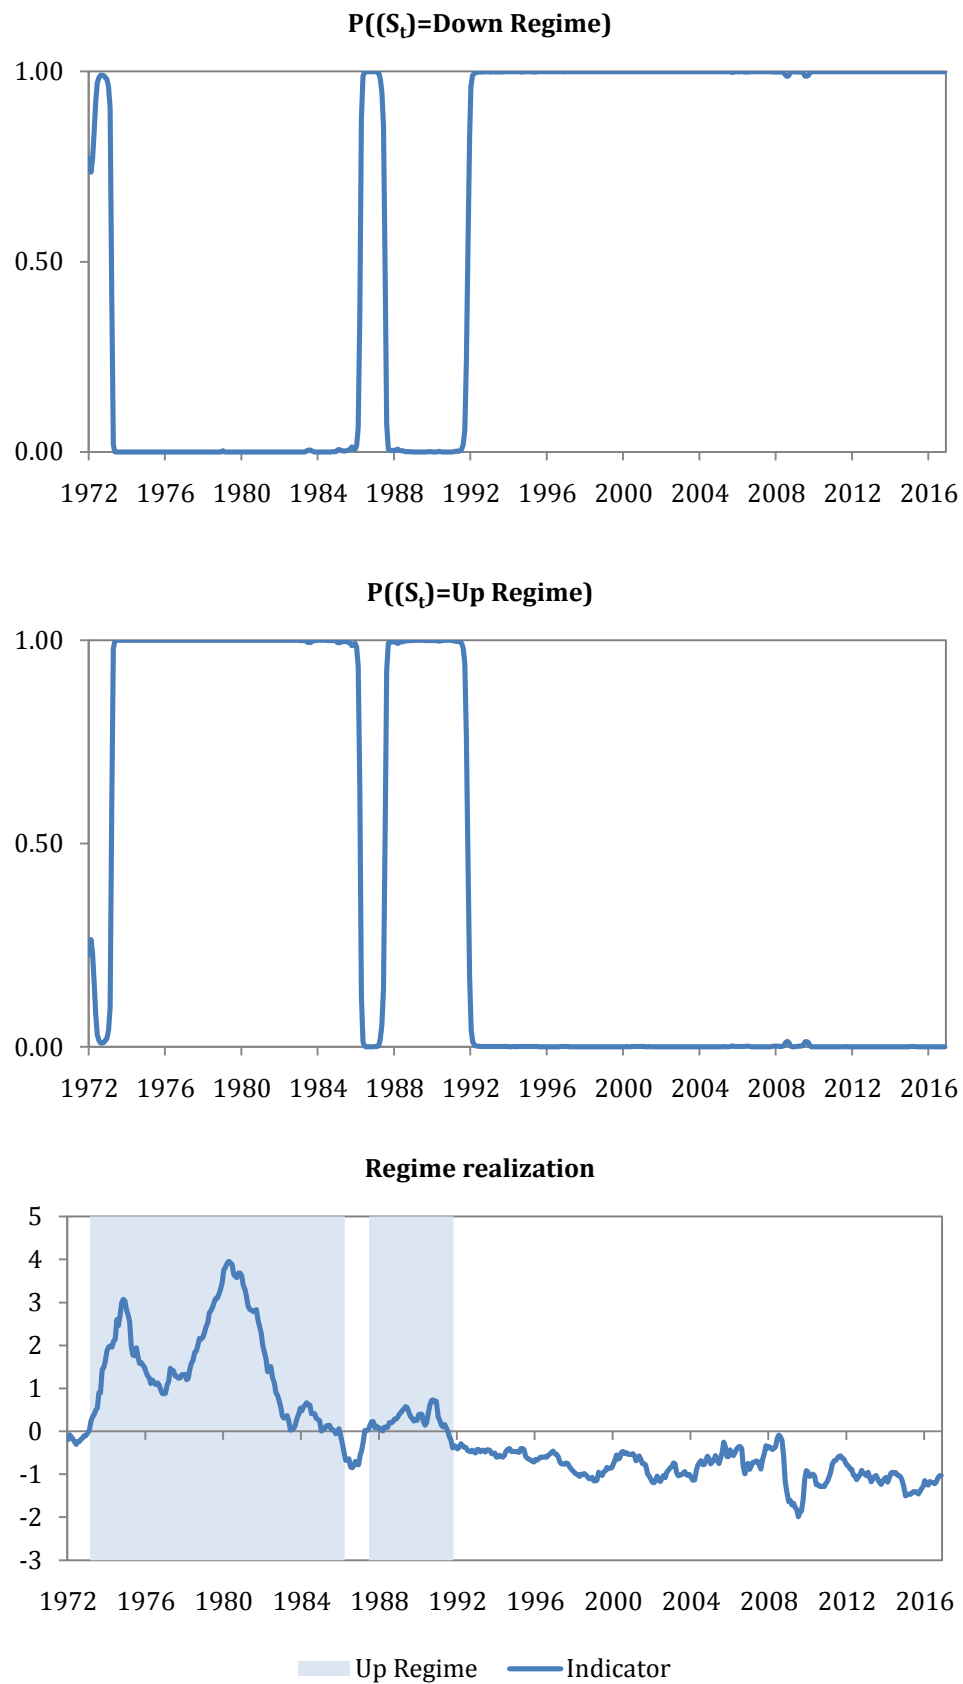 P((St)=Down Regime)
1.00
0.50
0.00
1972 1976 1980 1984 1988 1992 1996 2000 2004 2008 2012 2016
P((St)=Up Regime)
1.00
0.50
0.00
1972 1976 1980 1984 1988 1992 1996 2000 2004 2008 2012 2016
Regime realization
5
4
3
2
1
0
-1
-2
-3
1972 1976 1980 1984 1988 1992 1996 2000 2004 2008 2012 2016
Up Regime Indicator